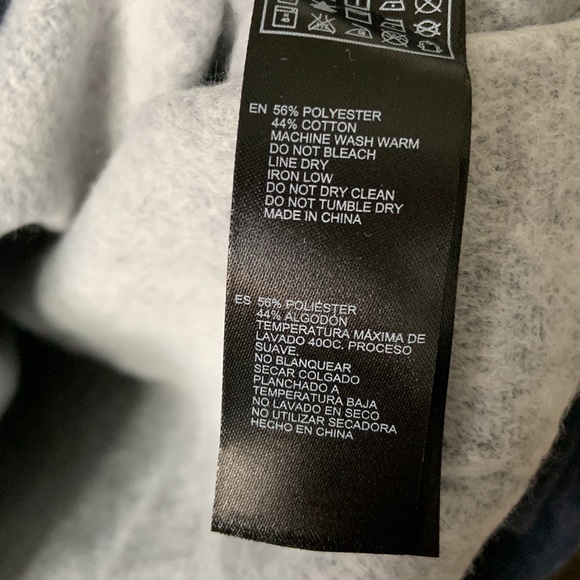 EN 56% POLYESTER
44% COTTON
MACHINE WASH WARM
DO NOT BLEACH
LINE DRY
IRON LOW
DO NOT DRY CLEAN
DO NOT TUMBLE DRY
MADE IN CHINA
ES 56% POLIÉSTER
44% ALGODÓN
TEMPERATURA MÁXIMA DE
LAVADO 40OC. PROCESO
SUAVE.
NO BLANQUEAR
SECAR COLGADO
PLANCHADO A
TEMPERATURA BAJA
NO LAVADO EN SECO
NO UTILIZAR SECADORA
HECHO EN CHINA